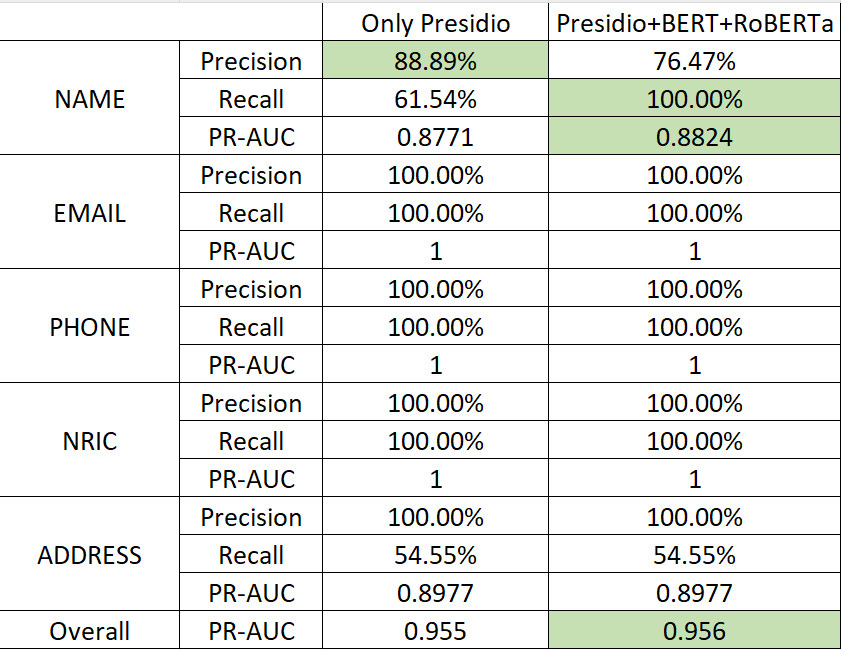 Only Presidio Presidio+BERT+RoBERTa
NAME Precision 88.89% 76.47%
Recall 61.54% 100.00%
PR-AUC 0.8771 0.8824
EMAIL Precision 100.00% 100.00%
Recall 100.00% 100.00%
PR-AUC 1 1
PHONE Precision 100.00% 100.00%
Recall 100.00% 100.00%
PR-AUC 1 1
NRIC Precision 100.00% 100.00%
Recall 100.00% 100.00%
PR-AUC 1 1
ADDRESS Precision 100.00% 100.00%
Recall 54.55% 54.55%
PR-AUC 0.8977 0.8977
Overall PR-AUC 0.955 0.956